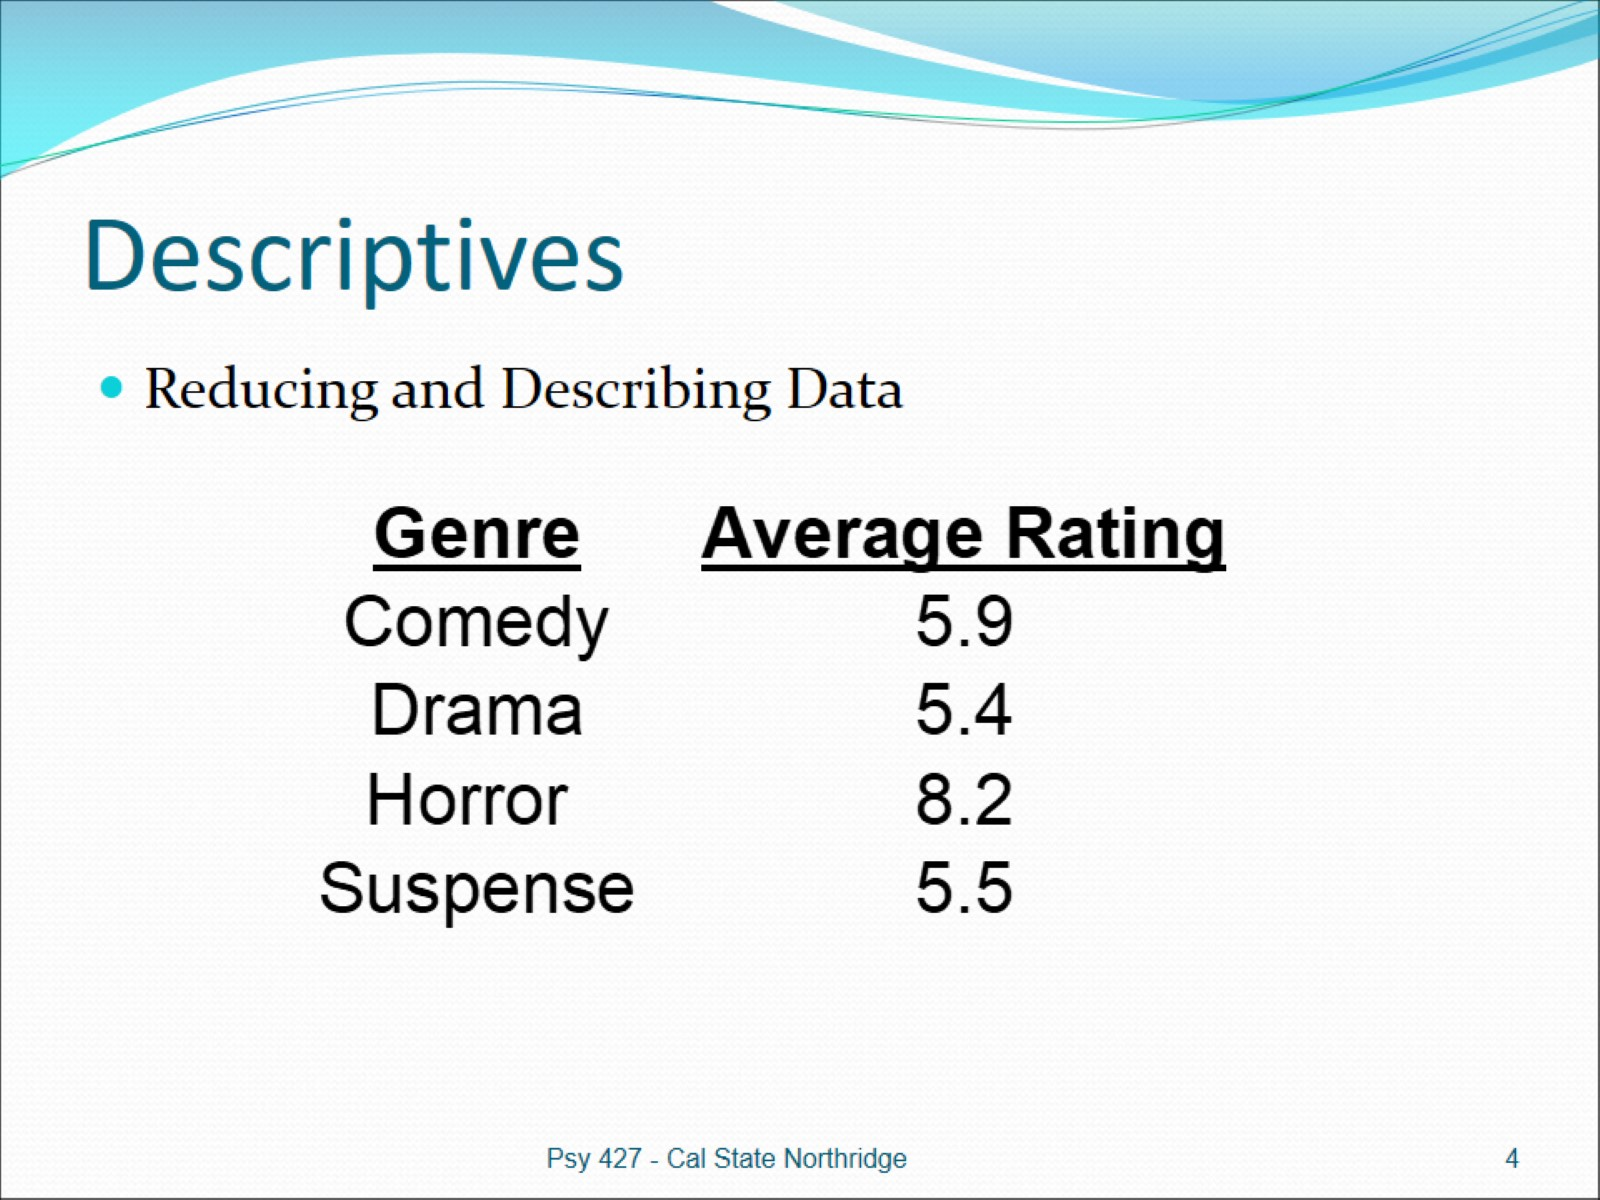 Descriptives
Reducing and Describing Data
Genre Average Rating
Comedy 5.9
Drama 5.4
Horror 8.2
Suspense 5.5
Psy 427 - Cal State Northridge 4